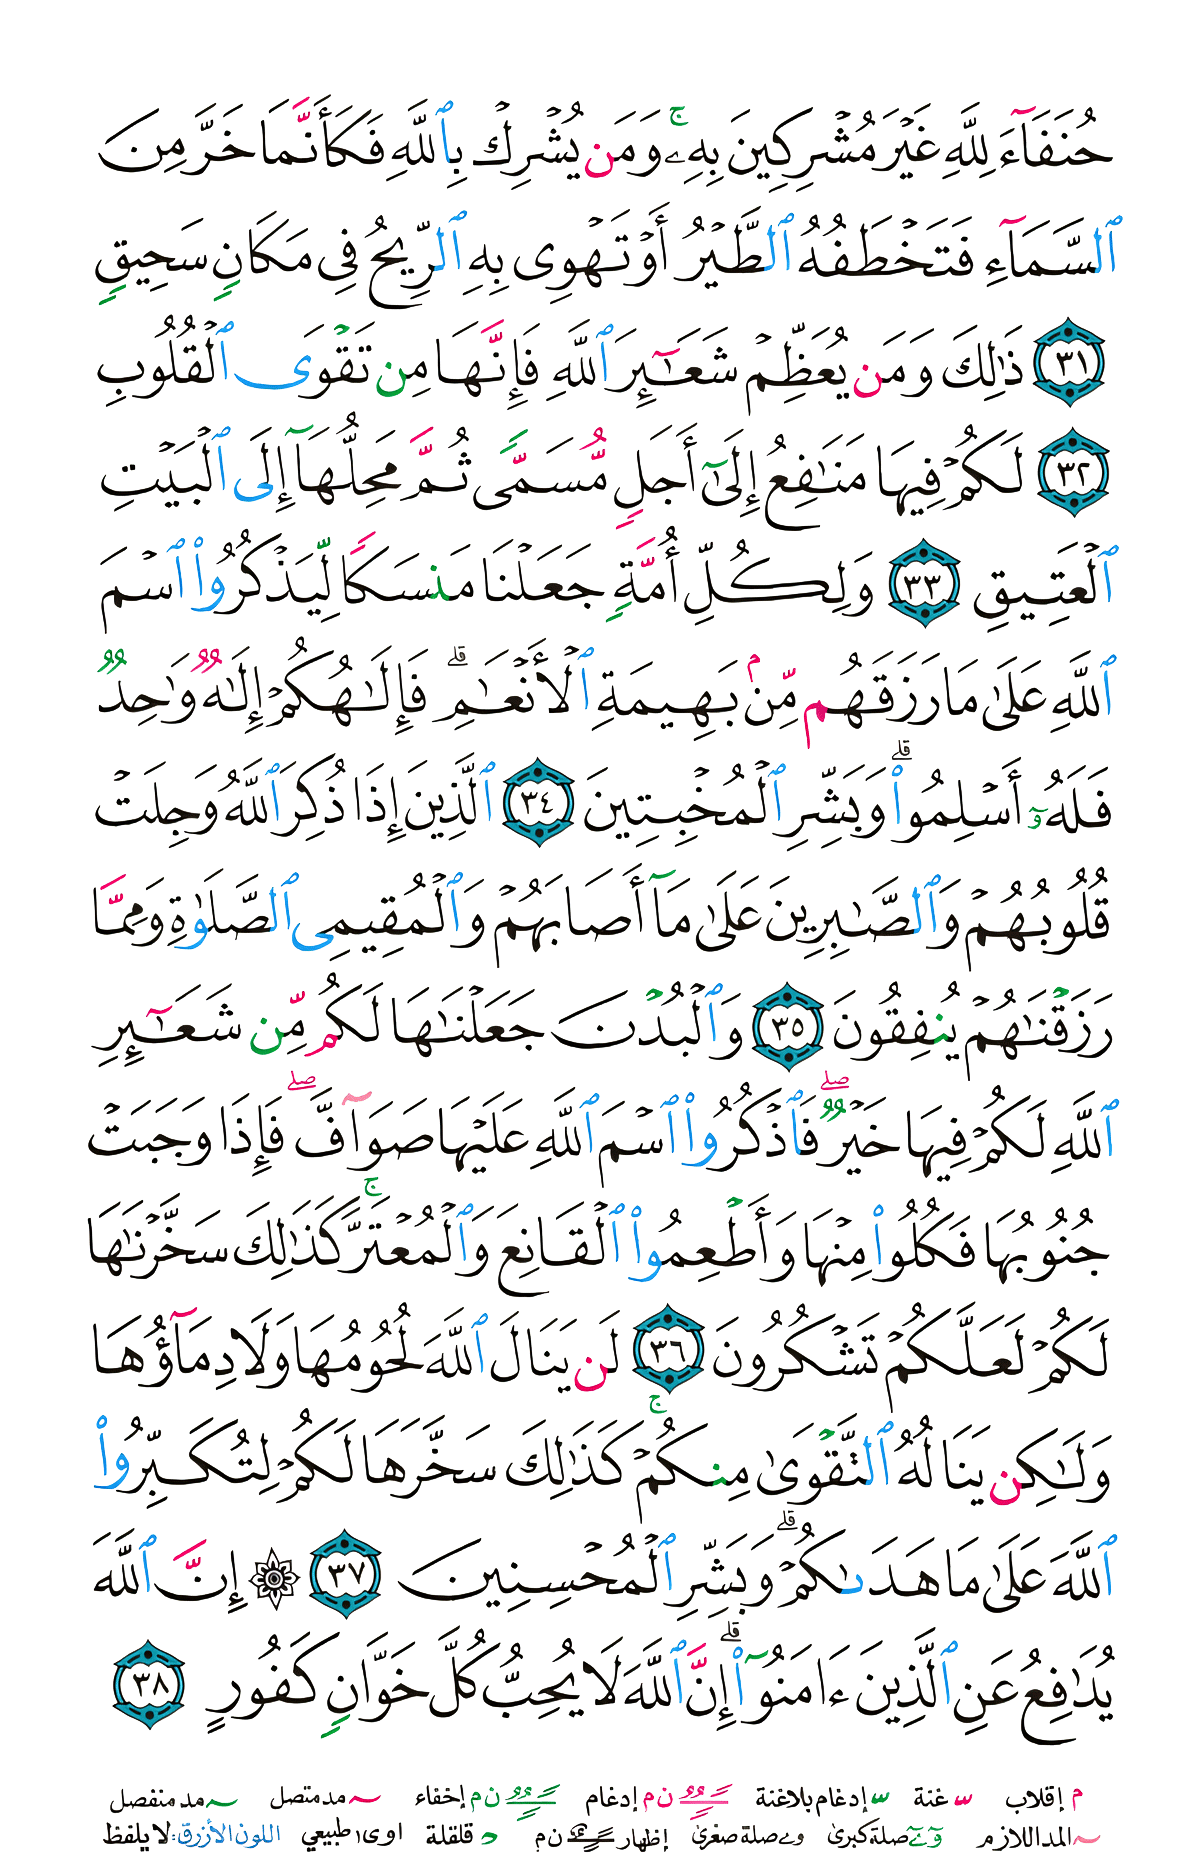 حُنَفَآءَ لِلَّهِ غَيْرَ مُشْرِكِينَ بِهِۦۚ وَمَن يُشْرِكْ بِٱللَّهِ فَكَأَنَّمَا خَرَّ مِنَ
ٱلسَّمَآءِ فَتَخْطَفُهُ ٱلطَّيْرُ أَوْ تَهْوِى بِهِ ٱلرِّيحُ فِى مَكَانٍ سَحِيقٍ
٣١ ذَٰلِكَ وَمَن يُعَظِّمْ شَعَـٰٓئِرَ ٱللَّهِ فَإِنَّهَا مِن تَقْوَى ٱلْقُلُوبِ
٣٢ لَكُمْ فِيهَا مَنَـٰفِعُ إِلَىٰٓ أَجَلٍ مُّسَمًّى ثُمَّ مَحِلُّهَآ إِلَى ٱلْبَيْتِ
ٱلْعَتِيقِ ٣٣ وَلِكُلِّ أُمَّةٍ جَعَلْنَا مَنسَكًا لِّيَذْكُرُوا۟ ٱسْمَ
ٱللَّهِ عَلَىٰ مَا رَزَقَهُم مِّنۢ بَهِيمَةِ ٱلْأَنْعَـٰمِۗ فَإِلَـٰهُكُمْ إِلَـٰهٌ وَٰحِدٌ
فَلَهُۥٓ أَسْلِمُوا۟ۗ وَبَشِّرِ ٱلْمُخْبِتِينَ ٣٤ ٱلَّذِينَ إِذَا ذُكِرَ ٱللَّهُ وَجِلَتْ
قُلُوبُهُمْ وَٱلصَّـٰبِرِينَ عَلَىٰ مَآ أَصَابَهُمْ وَٱلْمُقِيمِى ٱلصَّلَوٰةِ وَمِمَّا
رَزَقْنَـٰهُمْ يُنفِقُونَ ٣٥ وَٱلْبُدْنَ جَعَلْنَـٰهَا لَكُم مِّن شَعَـٰٓئِرِ
ٱللَّهِ لَكُمْ فِيهَا خَيْرٌۖ فَٱذْكُرُوا۟ ٱسْمَ ٱللَّهِ عَلَيْهَا صَوَآفَّۖ فَإِذَا وَجَبَتْ
جُنُوبُهَا فَكُلُوا۟ مِنْهَا وَأَطْعِمُوا۟ ٱلْقَانِعَ وَٱلْمُعْتَرَّۚ كَذَٰلِكَ سَخَّرْنَـٰهَا
لَكُمْ لَعَلَّكُمْ تَشْكُرُونَ ٣٦ لَن يَنَالَ ٱللَّهَ لُحُومُهَا وَلَا دِمَآؤُهَا
وَلَـٰكِن يَنَالُهُ ٱلتَّقْوَىٰ مِنكُمْۚ كَذَٰلِكَ سَخَّرَهَا لَكُمْ لِتُكَبِّرُوا۟
ٱللَّهَ عَلَىٰ مَا هَدَىٰكُمْۗ وَبَشِّرِ ٱلْمُحْسِنِينَ ٣٧ ۞ إِنَّ ٱللَّهَ
يُدَٰفِعُ عَنِ ٱلَّذِينَ ءَامَنُوٓا۟ۗ إِنَّ ٱللَّهَ لَا يُحِبُّ كُلَّ خَوَّانٍ كَفُورٍ ٣٨
م إقلاب ّ غنة ّ إدغام بلاغنة ن م إدغام ن م إخفاء ~ مد متصل ~ مد منفصل
~ المد اللازم صلة كبرى و ے صلة صغرى إظهار ن م قلقلة اوى طبيعي اللون الأزرق: لا يلفظ